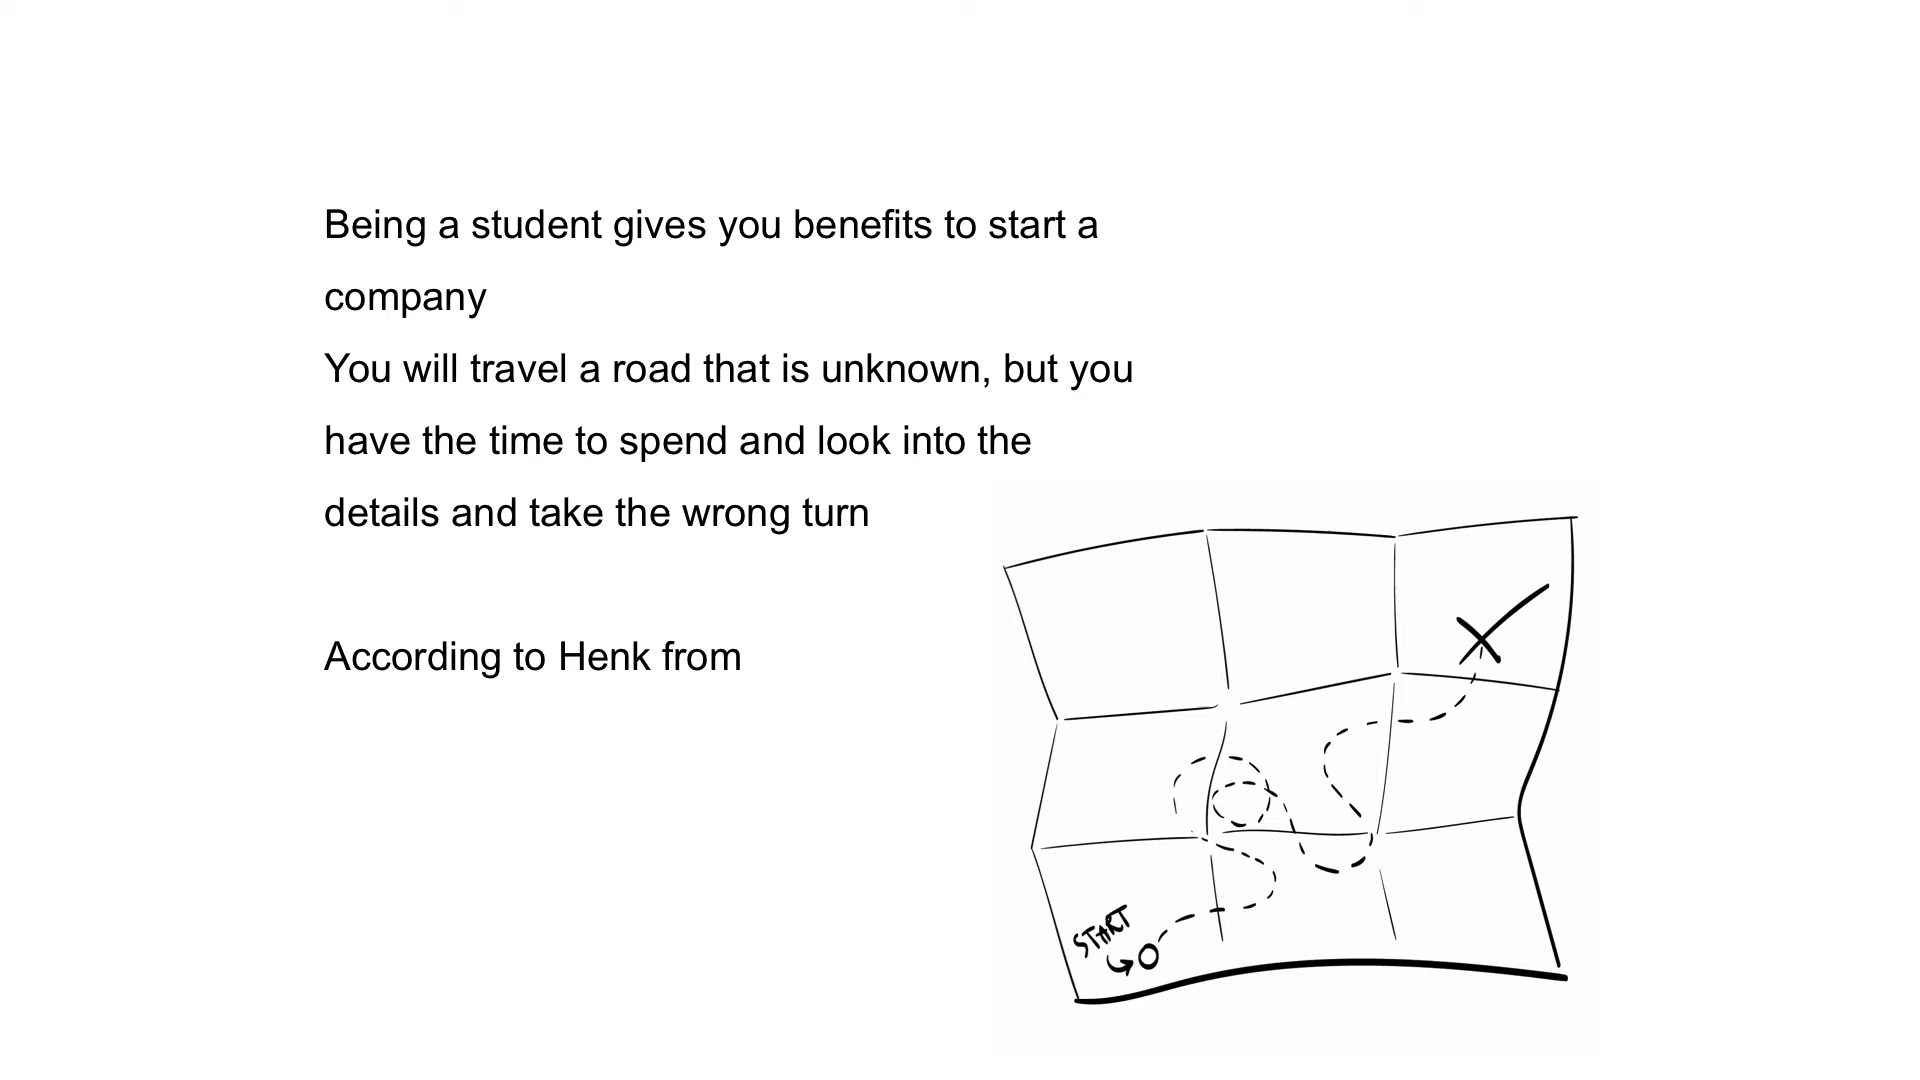 Being a student gives you benefits to start a
company
You will travel a road that is unknown, but you
have the time to spend and look into the
details and take the wrong turn
According to Henk from
START